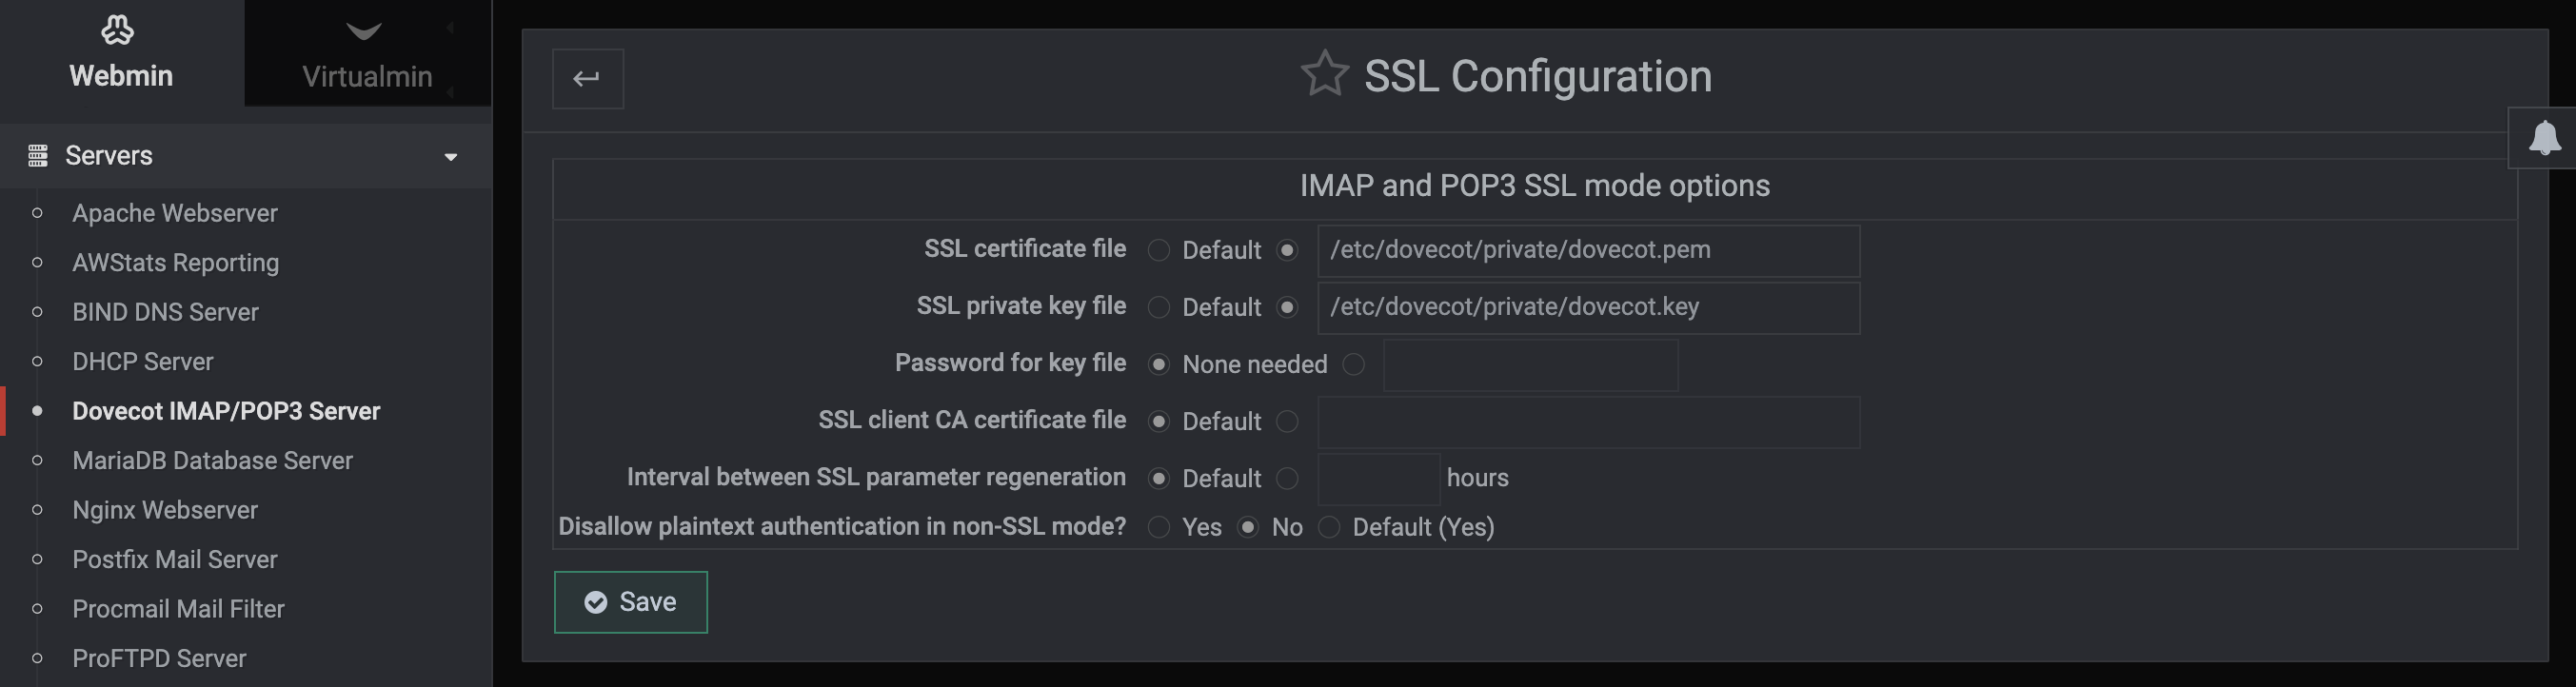 Webmin
Virtualmin
Servers
Apache Webserver
AWStats Reporting
BIND DNS Server
DHCP Server
Dovecot IMAP/POP3 Server
MariaDB Database Server
Nginx Webserver
Postfix Mail Server
Procmail Mail Filter
ProFTPD Server
SSL Configuration
IMAP and POP3 SSL mode options
SSL certificate file Default /etc/dovecot/private/dovecot.pem
SSL private key file Default /etc/dovecot/private/dovecot.key
Password for key file None needed
SSL client CA certificate file Default
Interval between SSL parameter regeneration Default hours
Disallow plaintext authentication in non-SSL mode? Yes No Default (Yes)
Save